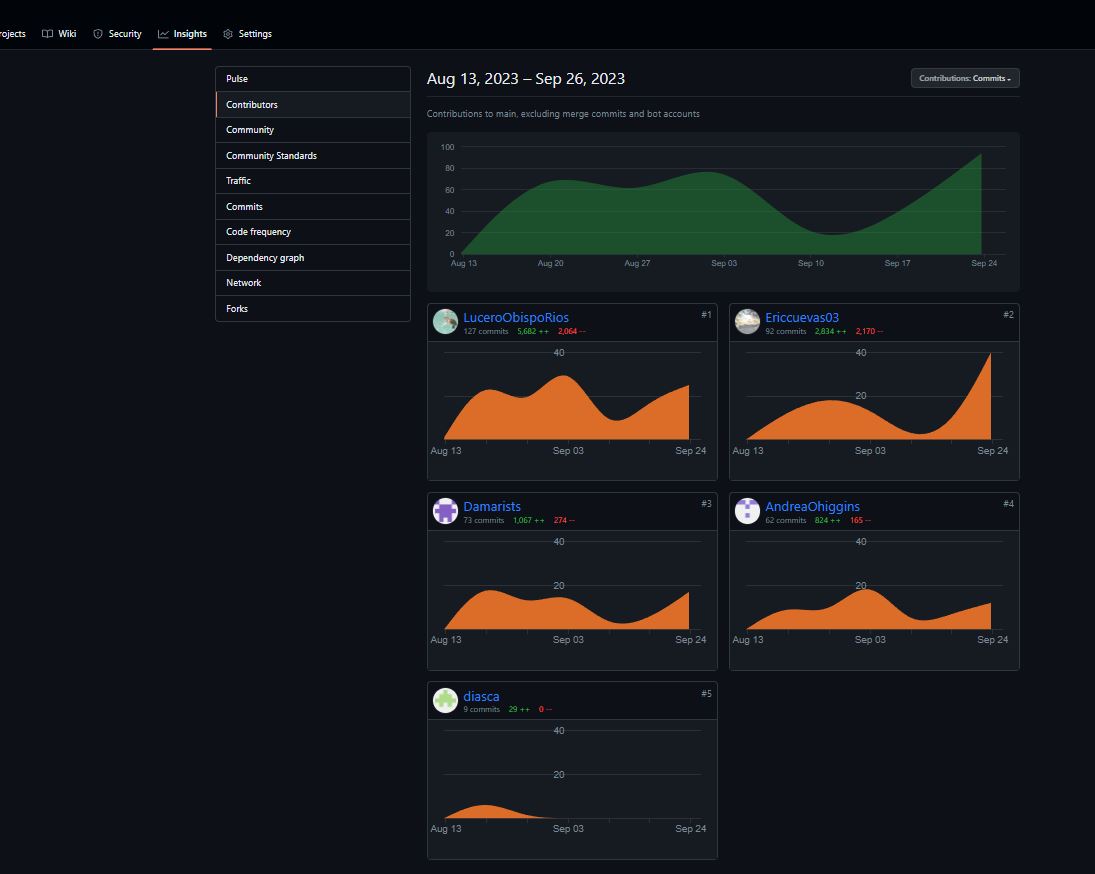 ojects Wiki Security Insights Settings
Pulse
Contributors
Community
Community Standards
Traffic
Commits
Code frequency
Dependency graph
Network
Forks
Aug 13, 2023 – Sep 26, 2023
Contributions: Commits
Contributions to main, excluding merge commits and bot accounts
100
80
60
40
20
0
Aug 13 Aug 20 Aug 27 Sep 03 Sep 10 Sep 17 Sep 24
LuceroObispoRios #1
127 commits 5,682 ++ 2,064 --
40
Aug 13 Sep 03 Sep 24
Ericcuevas03 #2
92 commits 2,834 ++ 2,170 --
40
20
Aug 13 Sep 03 Sep 24
Damarists #3
73 commits 1,067 ++ 274 --
40
20
Aug 13 Sep 03 Sep 24
AndreaOhiggins #4
62 commits 824 ++ 165 --
40
20
Aug 13 Sep 03 Sep 24
diasca #5
9 commits 29 ++ 0 --
40
20
Aug 13 Sep 03 Sep 24